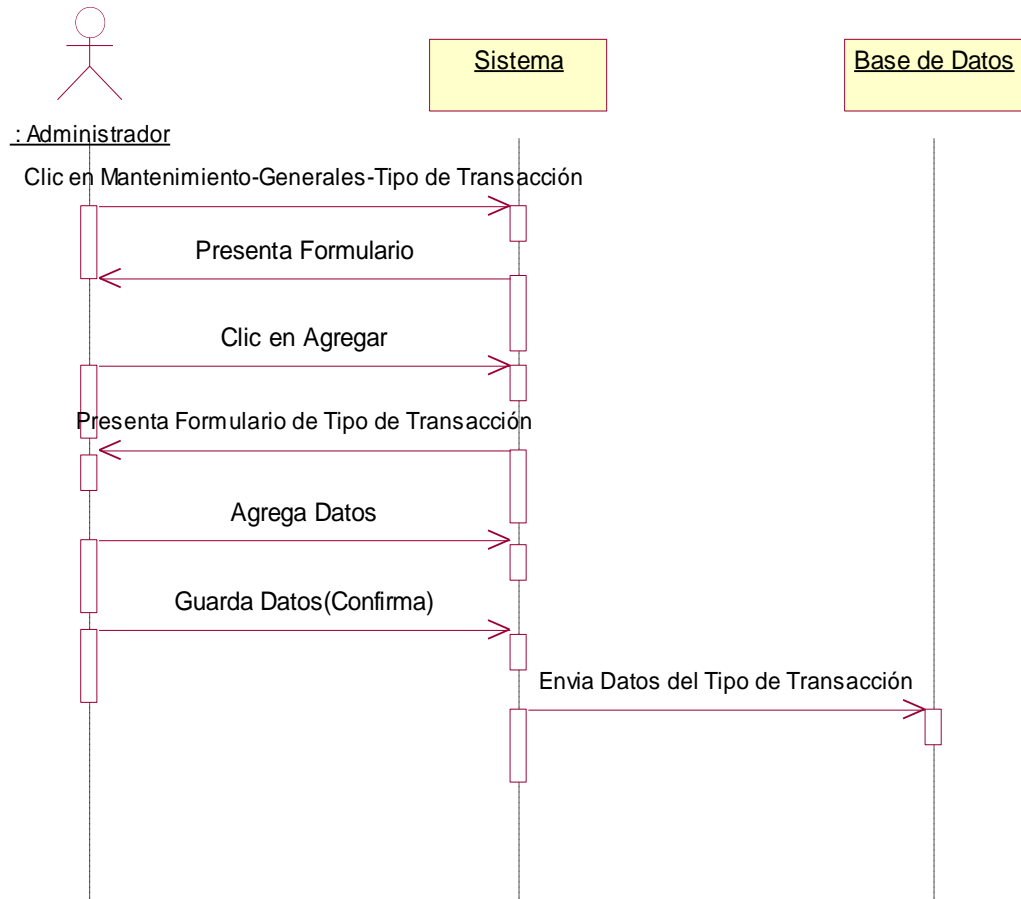 Sistema
Base de Datos
: Administrador
Clic en Mantenimiento-Generales-Tipo de Transacción
Presenta Formulario
Clic en Agregar
Presenta Formulario de Tipo de Transacción
Agrega Datos
Guarda Datos(Confirma)
Envia Datos del Tipo de Transacción